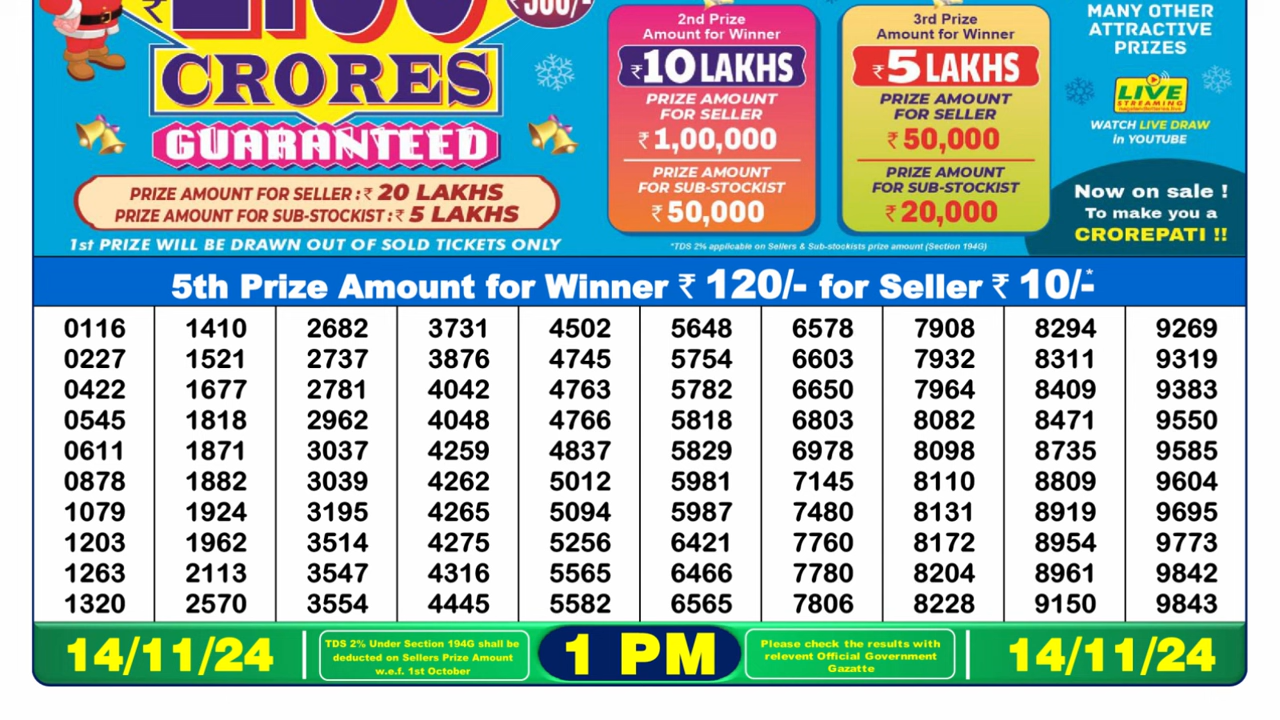 CRORES
GUARANTEED
PRIZE AMOUNT FOR SELLER :₹ 20 LAKHS
PRIZE AMOUNT FOR SUB-STOCKIST :₹ 5 LAKHS
1st PRIZE WILL BE DRAWN OUT OF SOLD TICKETS ONLY
2nd Prize
Amount for Winner
₹10 LAKHS
PRIZE AMOUNT
FOR SELLER
₹ 1,00,000
PRIZE AMOUNT
FOR SUB-STOCKIST
₹ 50,000
3rd Prize
Amount for Winner
₹5 LAKHS
PRIZE AMOUNT
FOR SELLER
₹ 50,000
PRIZE AMOUNT
FOR SUB-STOCKIST
₹ 20,000
*TDS 2% applicable on Sellers & Sub-stockists prize amount (Section 194G)
MANY OTHER
ATTRACTIVE
PRIZES
LIVE
STREAMING
WATCH LIVE DRAW
in YOUTUBE
Now on sale !
To make you a
CROREPATI !!
5th Prize Amount for Winner ₹ 120/- for Seller ₹ 10/-*
0116 1410 2682 3731 4502 5648 6578 7908 8294 9269
0227 1521 2737 3876 4745 5754 6603 7932 8311 9319
0422 1677 2781 4042 4763 5782 6650 7964 8409 9383
0545 1818 2962 4048 4766 5818 6803 8082 8471 9550
0611 1871 3037 4259 4837 5829 6978 8098 8735 9585
0878 1882 3039 4262 5012 5981 7145 8110 8809 9604
1079 1924 3195 4265 5094 5987 7480 8131 8919 9695
1203 1962 3514 4275 5256 6421 7760 8172 8954 9773
1263 2113 3547 4316 5565 6466 7780 8204 8961 9842
1320 2570 3554 4445 5582 6565 7806 8228 9150 9843
14/11/24
TDS 2% Under Section 194G shall be
deducted on Sellers Prize Amount
w.e.f. 1st October
1 PM
Please check the results with
relevent Official Government
Gazatte
14/11/24